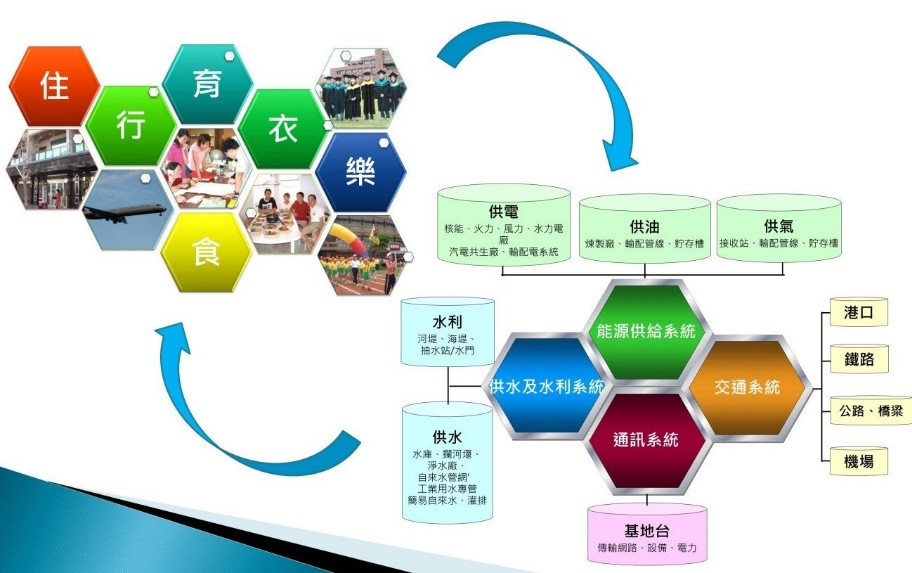 住
行
育
衣
樂
食
供電
核能、火力、風力、水力電
廠
汽電共生廠、輸配電系統
供油
煉製廠、輸配管線、貯存槽
供氣
接收站、輸配管線、貯存槽
能源供給系統
水利
河堤、海堤、
抽水站/水門
供水及水利系統
供水
水庫、攔河堰、
淨水廠、
自來水管網'
工業用水專管
簡易自來水、灌排
通訊系統
基地台
傳輸網路、設備、電力
交通系統
港口
鐵路
公路、橋梁
機場